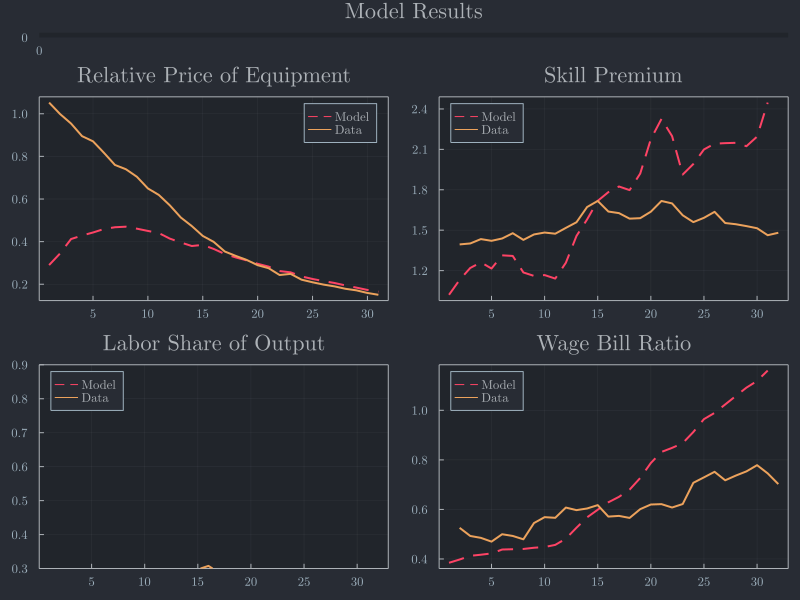 Model Results
0
0
Relative Price of Equipment
Model
Data
1.0
0.8
0.6
0.4
0.2
5 10 15 20 25 30
Skill Premium
Model
Data
2.4
2.1
1.8
1.5
1.2
5 10 15 20 25 30
Labor Share of Output
Model
Data
0.9
0.8
0.7
0.6
0.5
0.4
0.3
5 10 15 20 25 30
Wage Bill Ratio
Model
Data
1.0
0.8
0.6
0.4
5 10 15 20 25 30